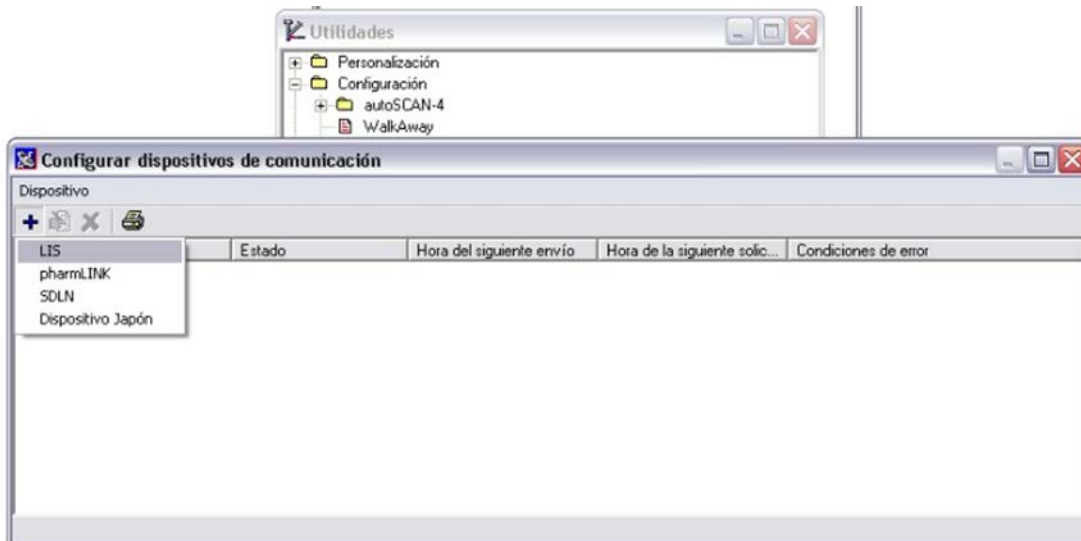 Utilidades
Personalización
Configuración
autoSCAN-4
WalkAway
Configurar dispositivos de comunicación
Dispositivo
LIS
pharmLINK
SDLN
Dispositivo Japón
Estado Hora del siguiente envío Hora de la siguiente solic... Condiciones de error